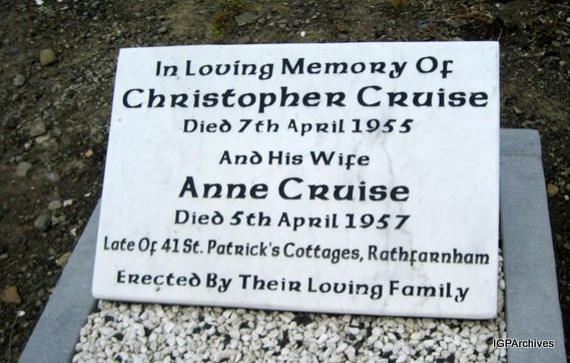 In Loving Memory Of
Christopher Cruise
Died 7th April 1955
And His Wife
Anne Cruise
Died 5th April 1957
Late Of 41 St. Patrick's Cottages, Rathfarnham
Erected By Their Loving Family
IGPArchives